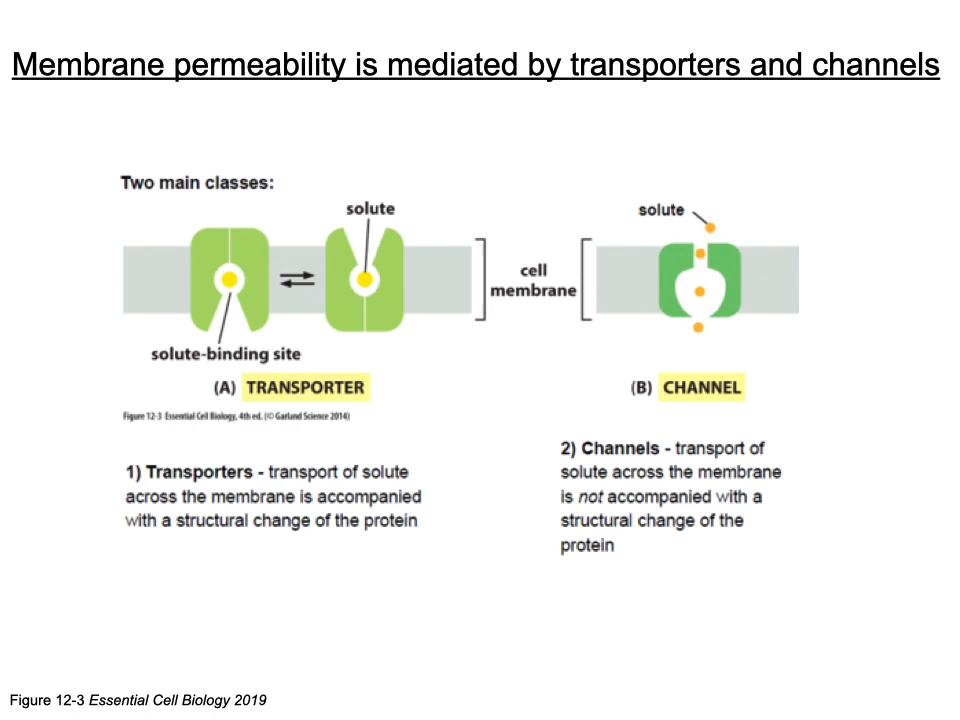 Membrane permeability is mediated by transporters and channels
Two main classes:
solute
solute
cell
membrane
solute-binding site
(A) TRANSPORTER
(B) CHANNEL
Figure 12-3 Essential Cell Biology, 4th ed. (© Garland Science 2014)
1) Transporters - transport of solute
across the membrane is accompanied
with a structural change of the protein
2) Channels - transport of
solute across the membrane
is not accompanied with a
structural change of the
protein
Figure 12-3 Essential Cell Biology 2019